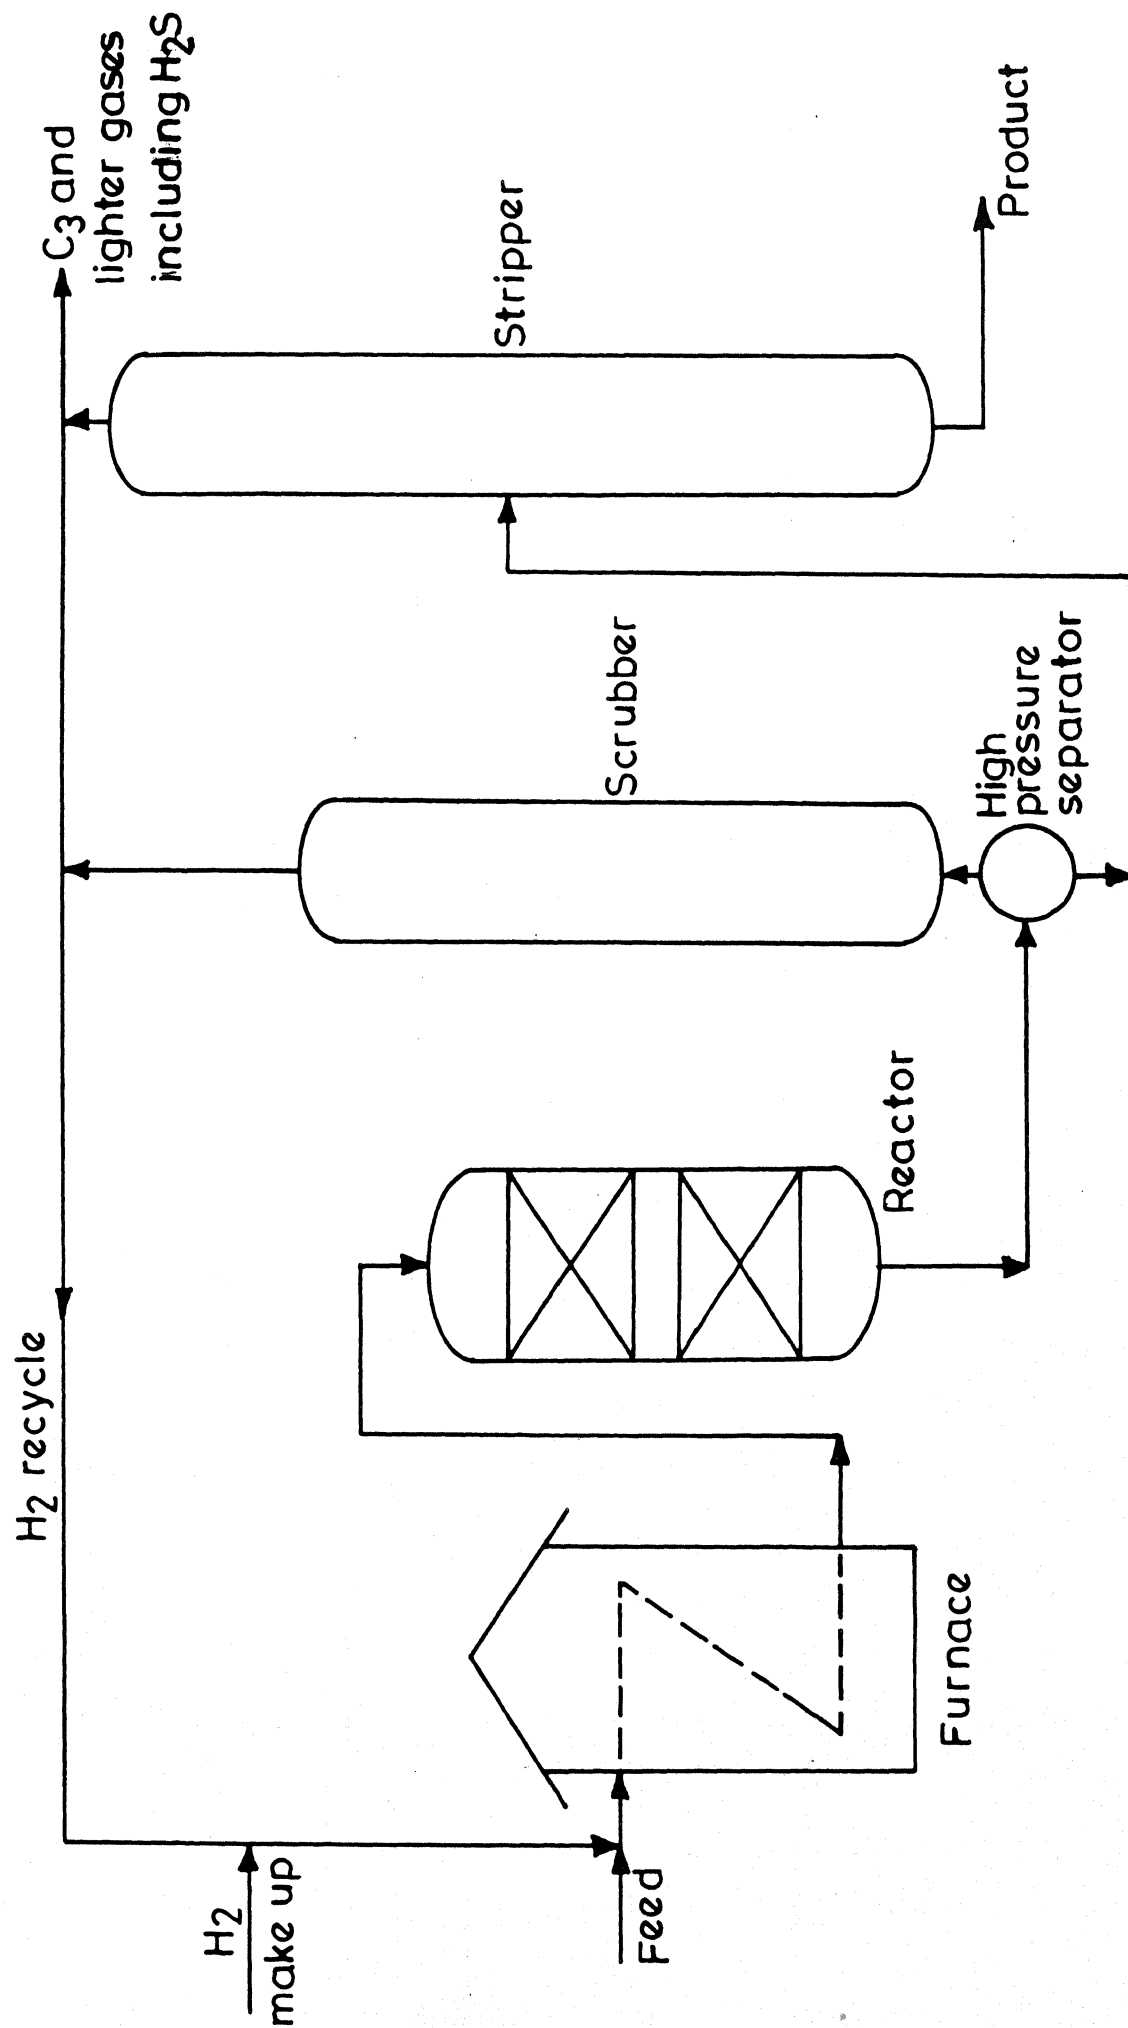 H2 recycle
C3 and
lighter gases
including H2S
H2
make up
Feed
Furnace
Reactor
Scrubber
High
pressure
separator
Stripper
Product